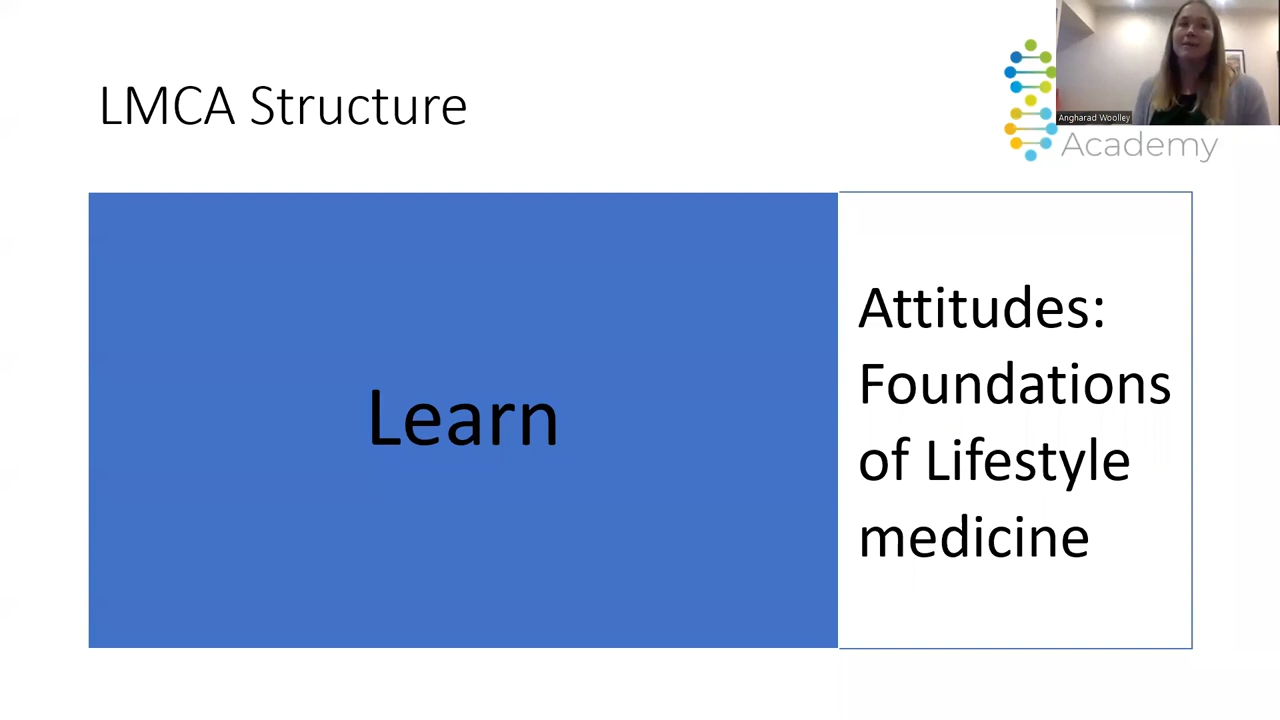 LMCA Structure
Angharad Woolley
Academy
Learn
Attitudes:
Foundations
of Lifestyle
medicine